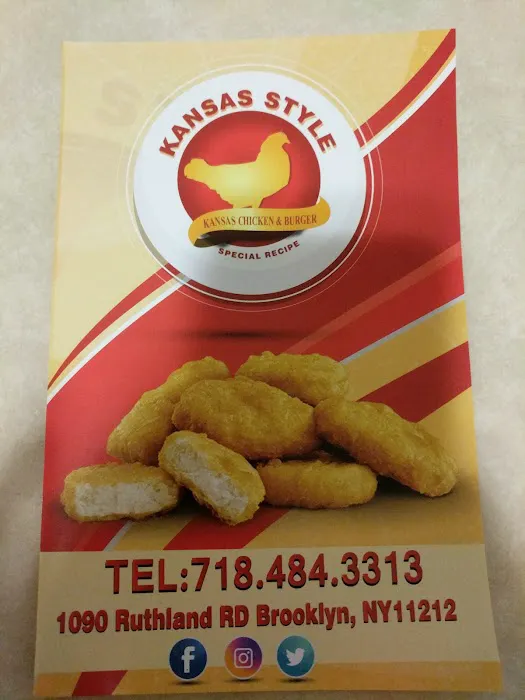 KANSAS STYLE
KANSAS CHICKEN & BURGER
SPECIAL RECIPE
TEL:718.484.3313
1090 Ruthland RD Brooklyn, NY11212